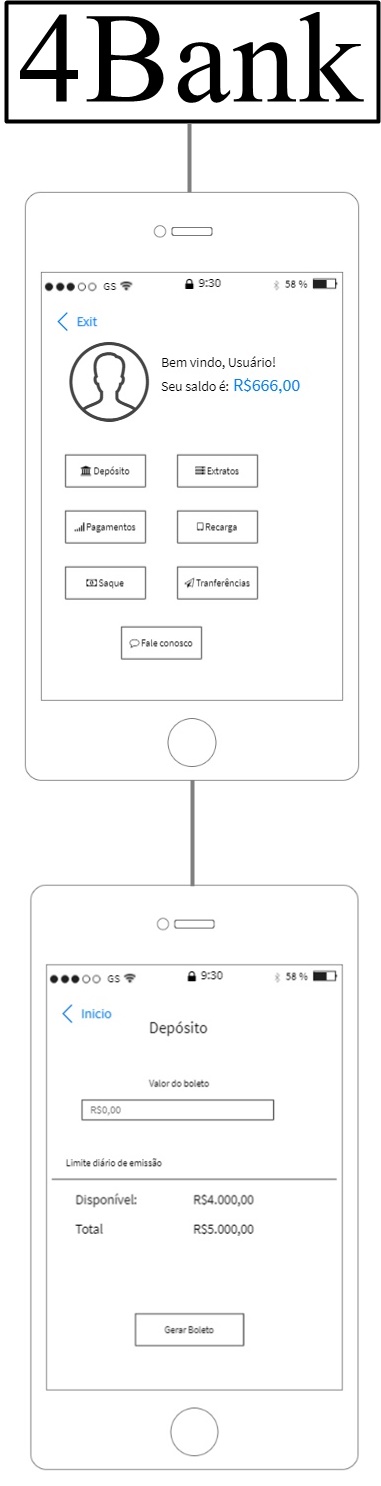 4Bank
GS 9:30 58 %
Exit
Bem vindo, Usuário!
Seu saldo é: R$666,00
Depósito Extratos
Pagamentos Recarga
Saque Tranferências
Fale conosco
GS 9:30 58 %
Inicio
Depósito
Valor do boleto
R$0,00
Limite diário de emissão
Disponível: R$4.000,00
Total R$5.000,00
Gerar Boleto